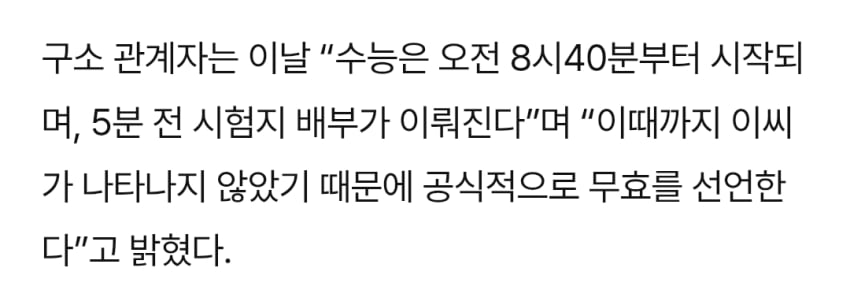 구소 관계자는 이날 “수능은 오전 8시40분부터 시작되
며, 5분 전 시험지 배부가 이뤄진다”며 “이때까지 이씨
가 나타나지 않았기 때문에 공식적으로 무효를 선언한
다”고 밝혔다.